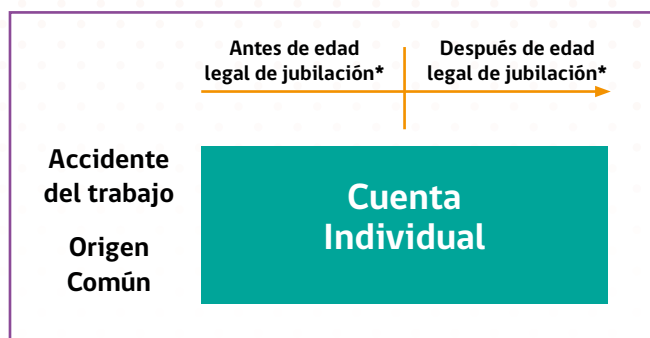 Antes de edad
legal de jubilación*
Después de edad
legal de jubilación*
Accidente
del trabajo
Origen
Común
Cuenta
Individual